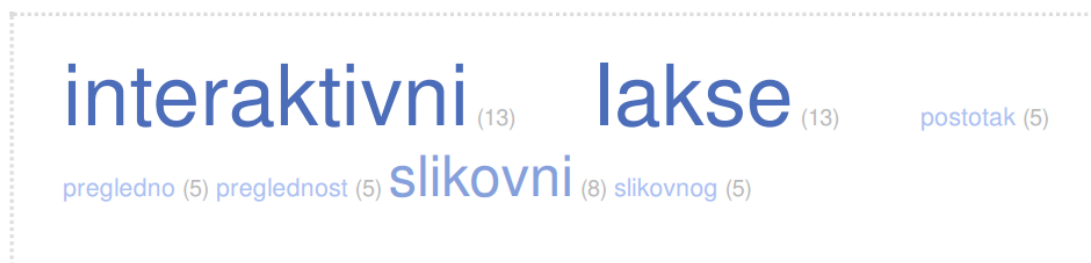 interaktivni (13) lakse (13) postotak (5)
pregledno (5) preglednost (5) slikovni (8) slikovnog (5)